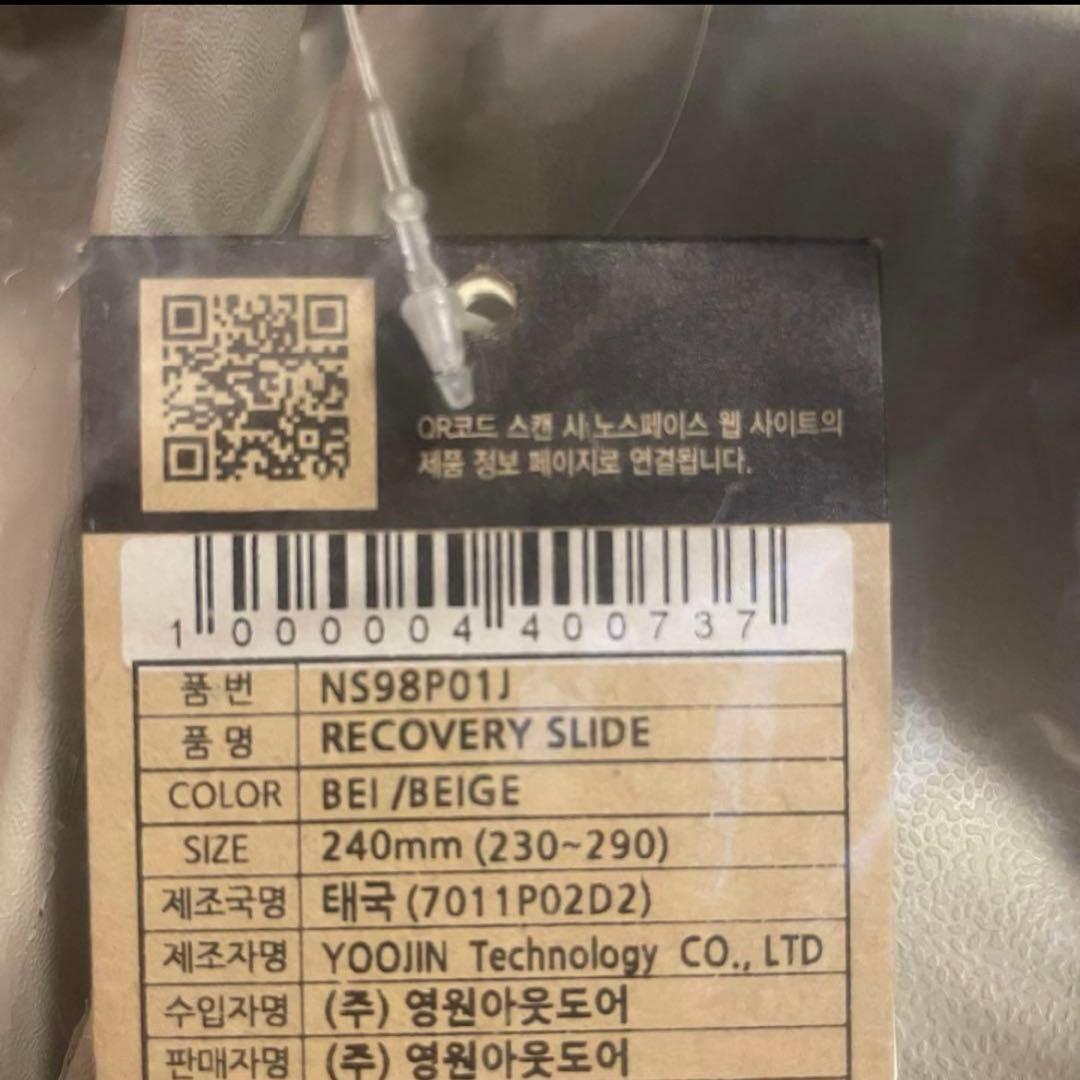 QR코드 스캔 시 노스페이스 웹 사이트의
제품 정보 페이지로 연결됩니다.
1 000004 400737
품 번 NS98P01J
품 명 RECOVERY SLIDE
COLOR BEI /BEIGE
SIZE 240mm (230~290)
제조국명 태국 (7011P02D2)
제조자명 YOOJIN Technology CO., LTD
수입자명 (주) 영원아웃도어
판매자명 (주) 영원아웃도어